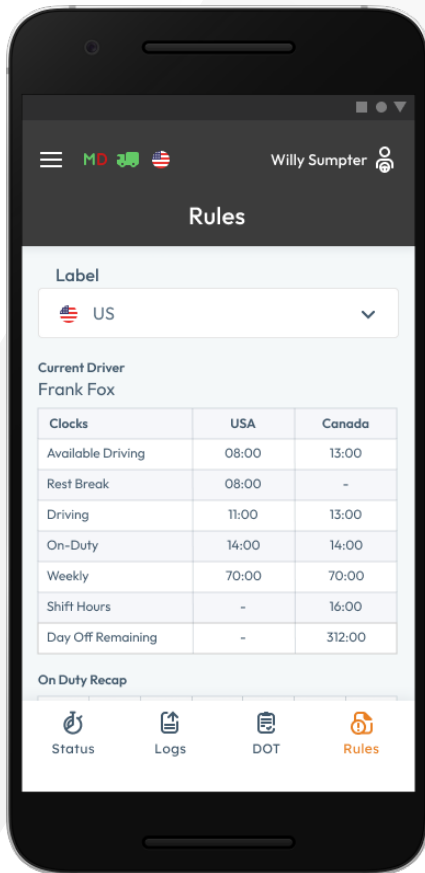 MD Willy Sumpter
Rules
Label
US
Current Driver
Frank Fox
Clocks USA Canada
Available Driving 08:00 13:00
Rest Break 08:00 -
Driving 11:00 13:00
On-Duty 14:00 14:00
Weekly 70:00 70:00
Shift Hours - 16:00
Day Off Remaining - 312:00
On Duty Recap
Status Logs DOT Rules